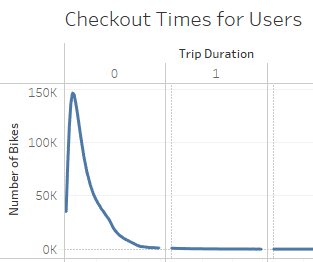 Checkout Times for Users
Trip Duration
0 1
150K
100K
50K
0K
Number of Bikes